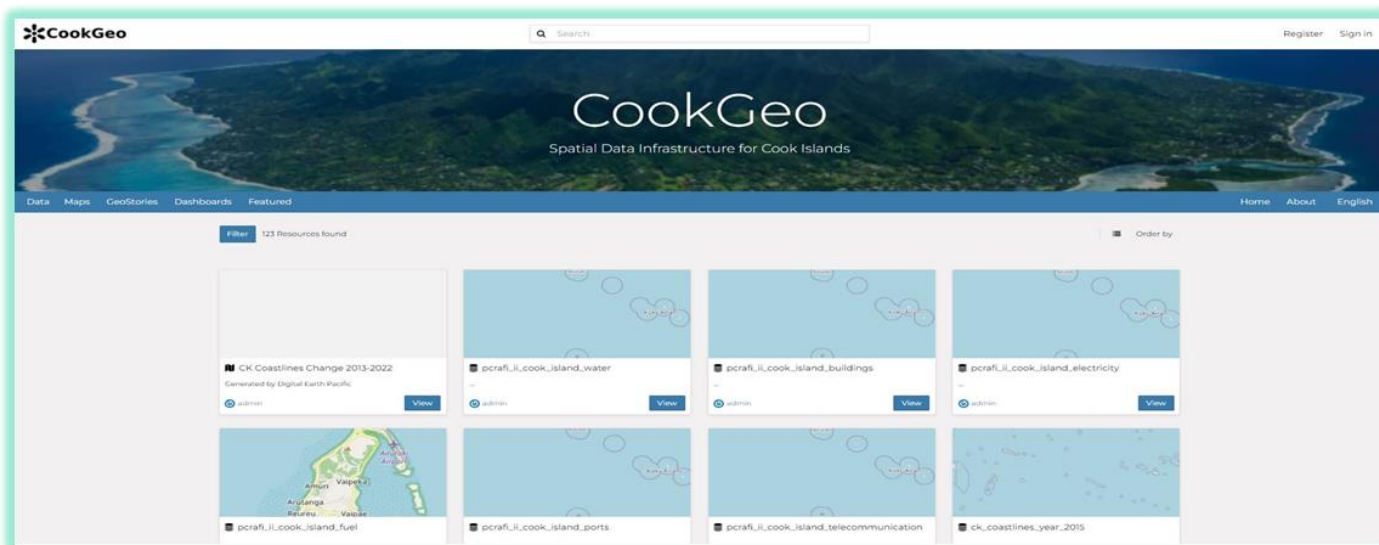 CookGeo
Search
Register Sign in
CookGeo
Spatial Data Infrastructure for Cook Islands
Data Maps GeoStories Dashboards Featured
Home About English
Filter 123 Resources found
Order by
CK Coastlines Change 2013-2022
Generated by Digital Earth Pacific
admin View
pcrafi_ii_cook_island_water
...
admin View
pcrafi_ii_cook_island_buildings
...
admin View
pcrafi_ii_cook_island_electricity
...
admin View
Amuri Vaipeka
Arutanga
Reureu Vaipae
Airport
pcrafi_ii_cook_island_fuel
pcrafi_ii_cook_island_ports
pcrafi_ii_cook_island_telecommunication
ck_coastlines_year_2015